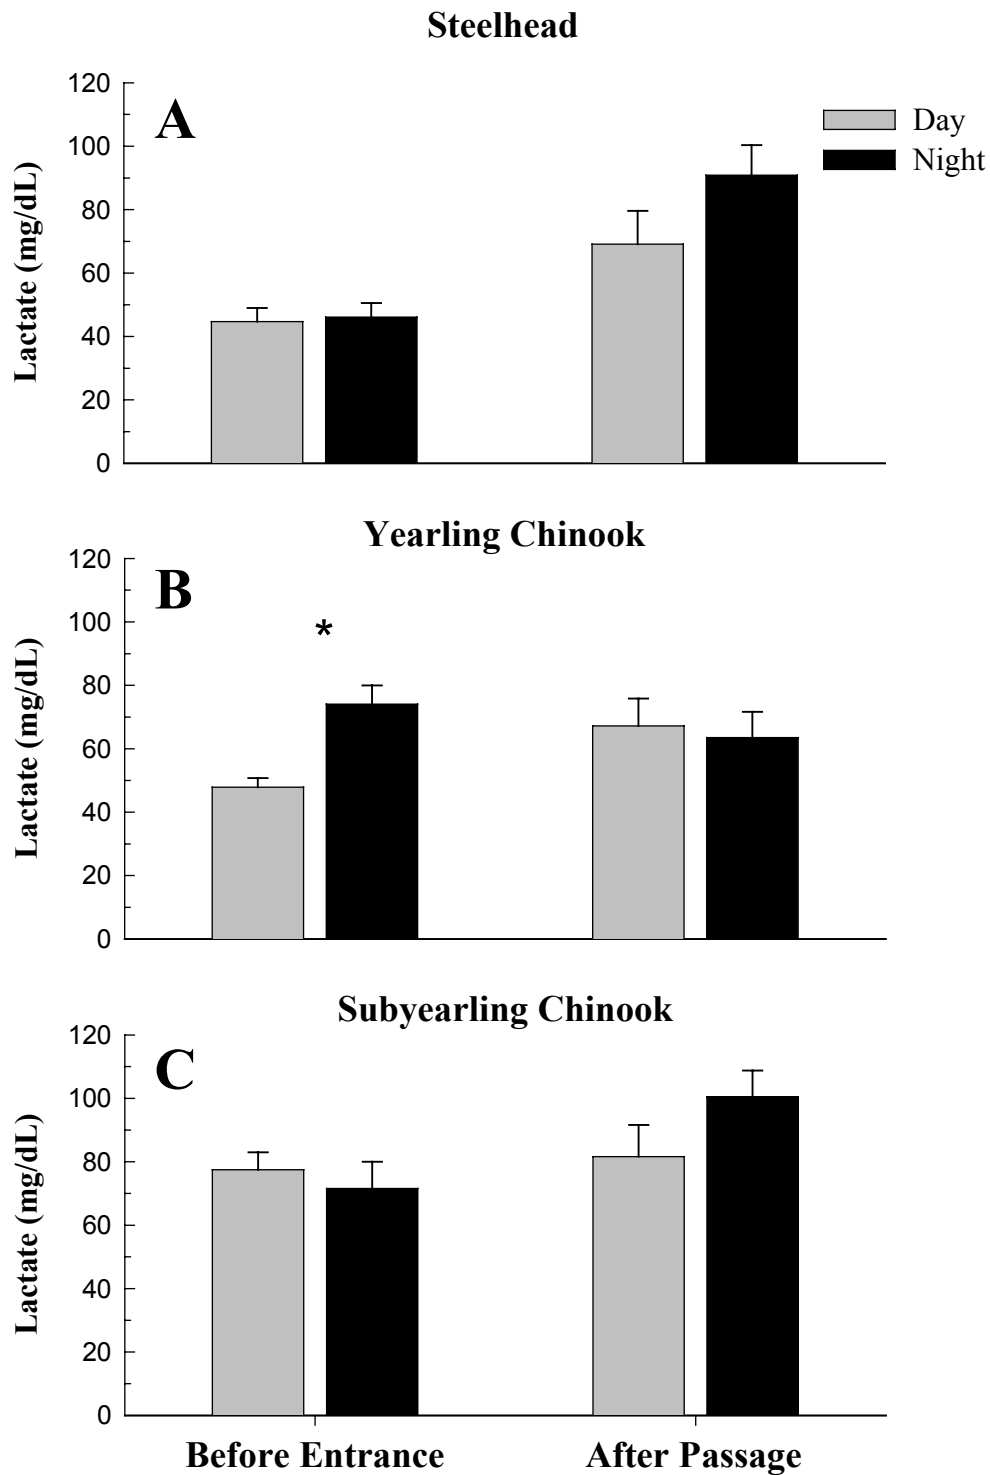 Steelhead
A
Day
Night
120
100
80
60
40
20
0
Lactate (mg/dL)
Yearling Chinook
B
*
120
100
80
60
40
20
0
Lactate (mg/dL)
Subyearling Chinook
C
120
100
80
60
40
20
0
Lactate (mg/dL)
Before Entrance
After Passage